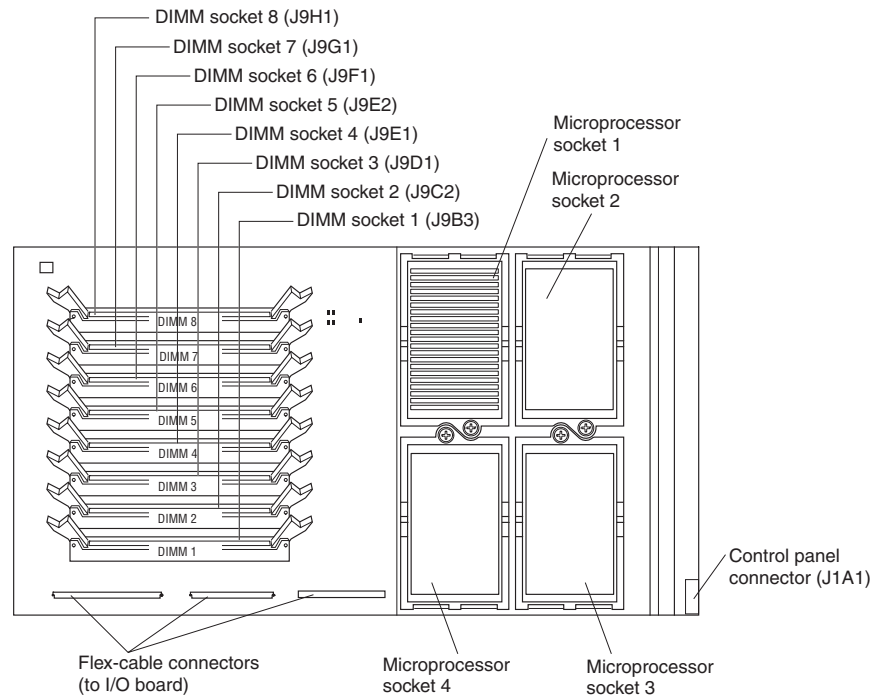 DIMM socket 8 (J9H1)
DIMM socket 7 (J9G1)
DIMM socket 6 (J9F1)
DIMM socket 5 (J9E2)
DIMM socket 4 (J9E1)
DIMM socket 3 (J9D1)
DIMM socket 2 (J9C2)
DIMM socket 1 (J9B3)
Microprocessor
socket 1
Microprocessor
socket 2
DIMM 8
DIMM 7
DIMM 6
DIMM 5
DIMM 4
DIMM 3
DIMM 2
DIMM 1
Control panel
connector (J1A1)
Flex-cable connectors
(to I/O board)
Microprocessor
socket 4
Microprocessor
socket 3